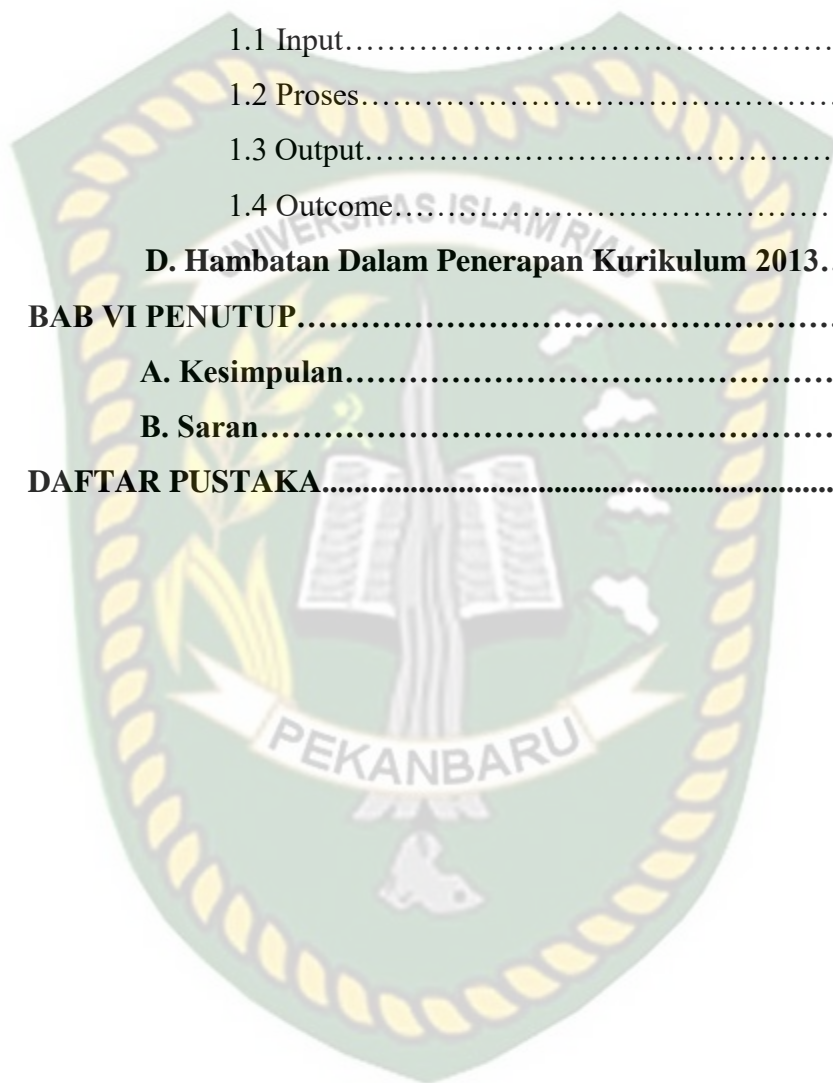 1.1 Input……………………………………………
1.2 Proses…………………………………………
1.3 Output…………………………………………
1.4 Outcome………………………………………
UNIVERSITAS ISLAM RIAU
D. Hambatan Dalam Penerapan Kurikulum 2013…
BAB VI PENUTUP…………………………………………
A. Kesimpulan………………………………………
B. Saran………………………………………………
DAFTAR PUSTAKA.............................................................
PEKANBARU